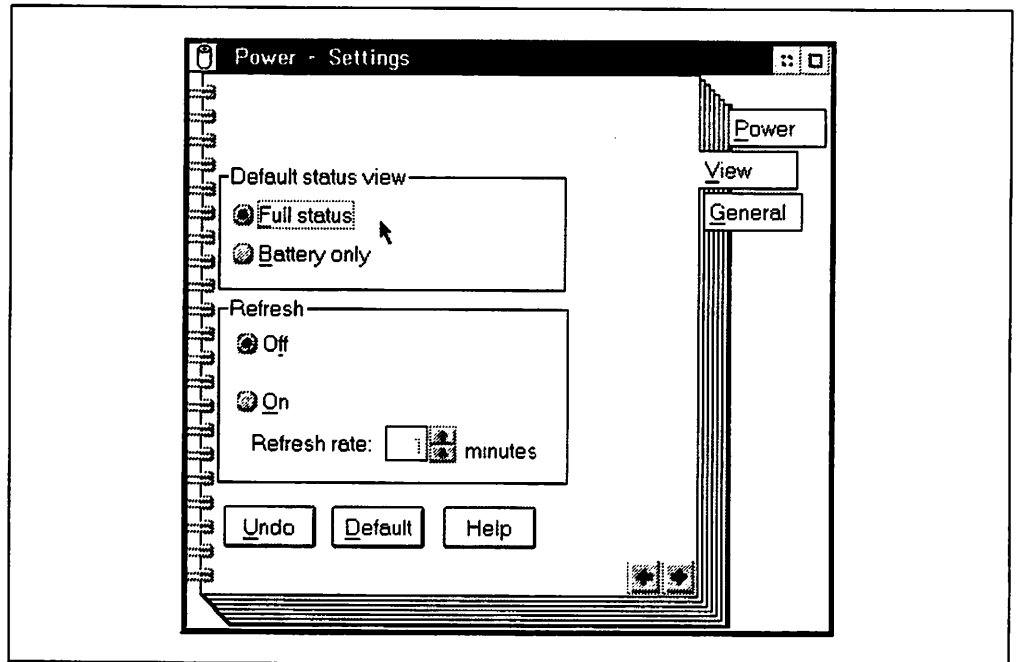 Power - Settings
Power
View
General
Default status view
Full status
Battery only
Refresh
Off
On
Refresh rate: 1 minutes
Undo Default Help